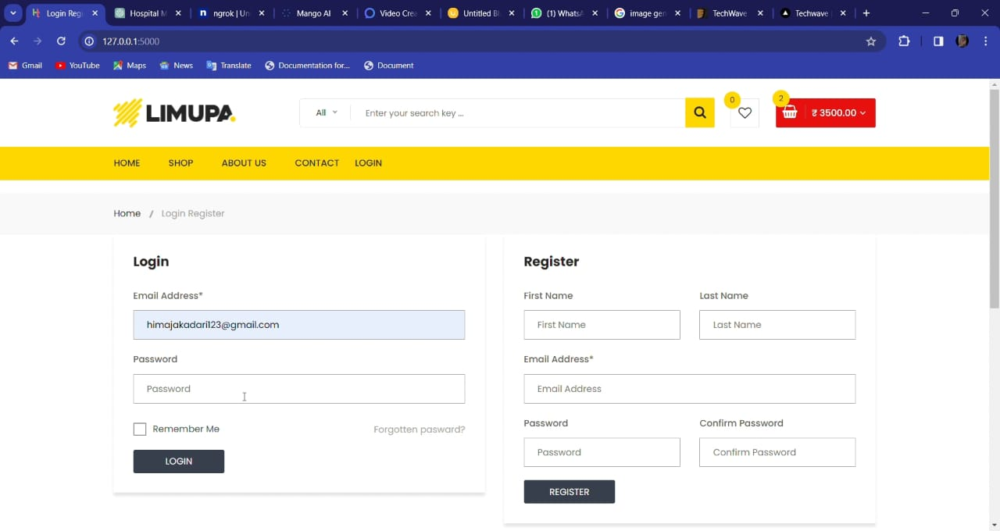 Login Regi
Hospital M
ngrok | Un
Mango AI
Video Crea
Untitled Bl
(1) WhatsA
image gen
TechWave
Techwave
127.0.0.1:5000
Gmail
YouTube
Maps
News
Translate
Documentation for...
Document
LIMUPA.
All
Enter your search key ...
0
2
₹ 3500.00
HOME
SHOP
ABOUT US
CONTACT
LOGIN
Home / Login Register
Login
Email Address*
himajakadari123@gmail.com
Password
Password
Remember Me
Forgotten pasward?
LOGIN
Register
First Name
Last Name
First Name
Last Name
Email Address*
Email Address
Password
Confirm Password
Password
Confirm Password
REGISTER